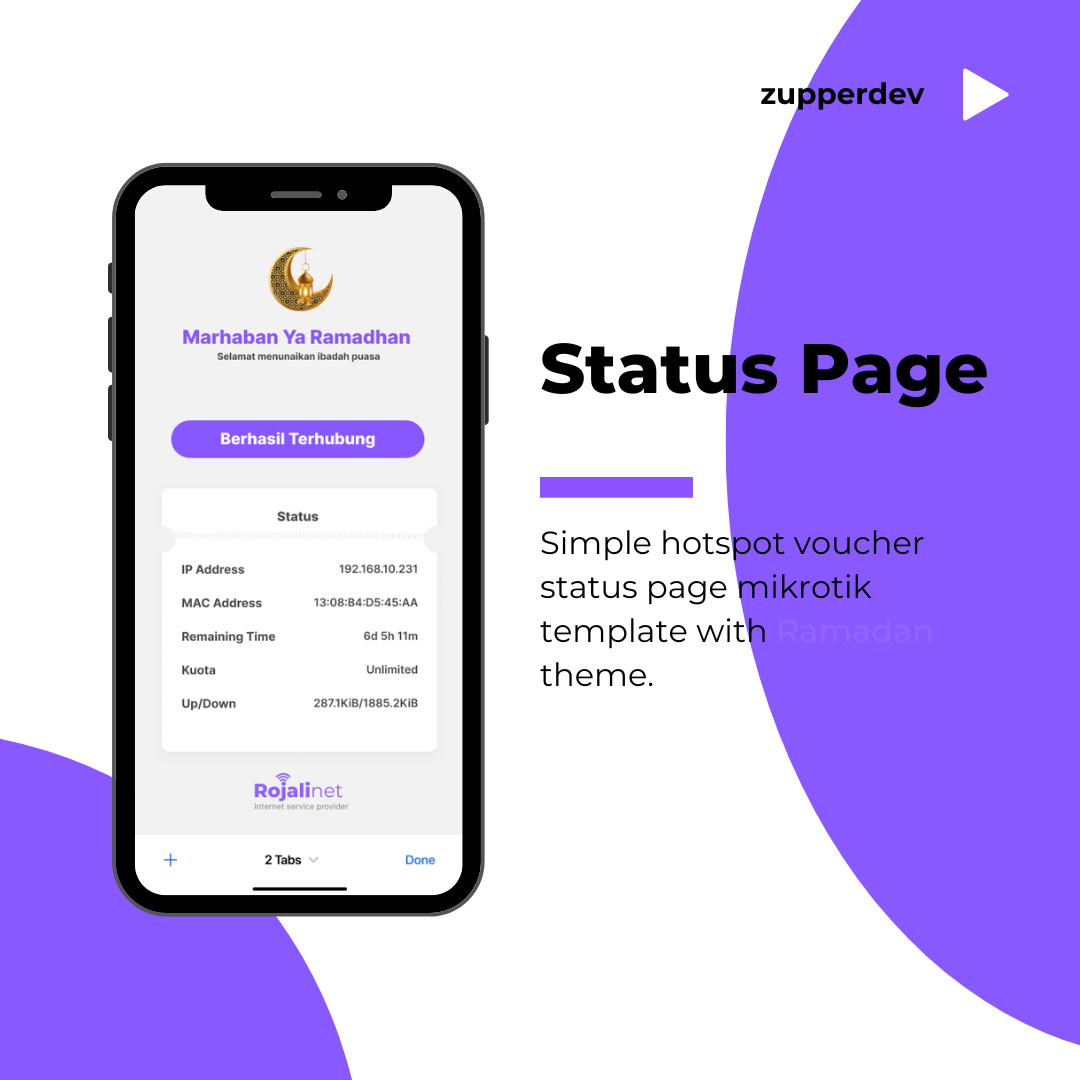 zupperdev
Marhaban Ya Ramadhan
Selamat menunaikan ibadah puasa
Berhasil Terhubung
Status
IP Address 192.168.10.231
MAC Address 13:08:B4:D5:45:AA
Remaining Time 6d 5h 11m
Kuota Unlimited
Up/Down 287.1KiB/1885.2KiB
Rojalinet
Internet service provider
+ 2 Tabs Done
Status Page
Simple hotspot voucher
status page mikrotik
template with Ramadan
theme.